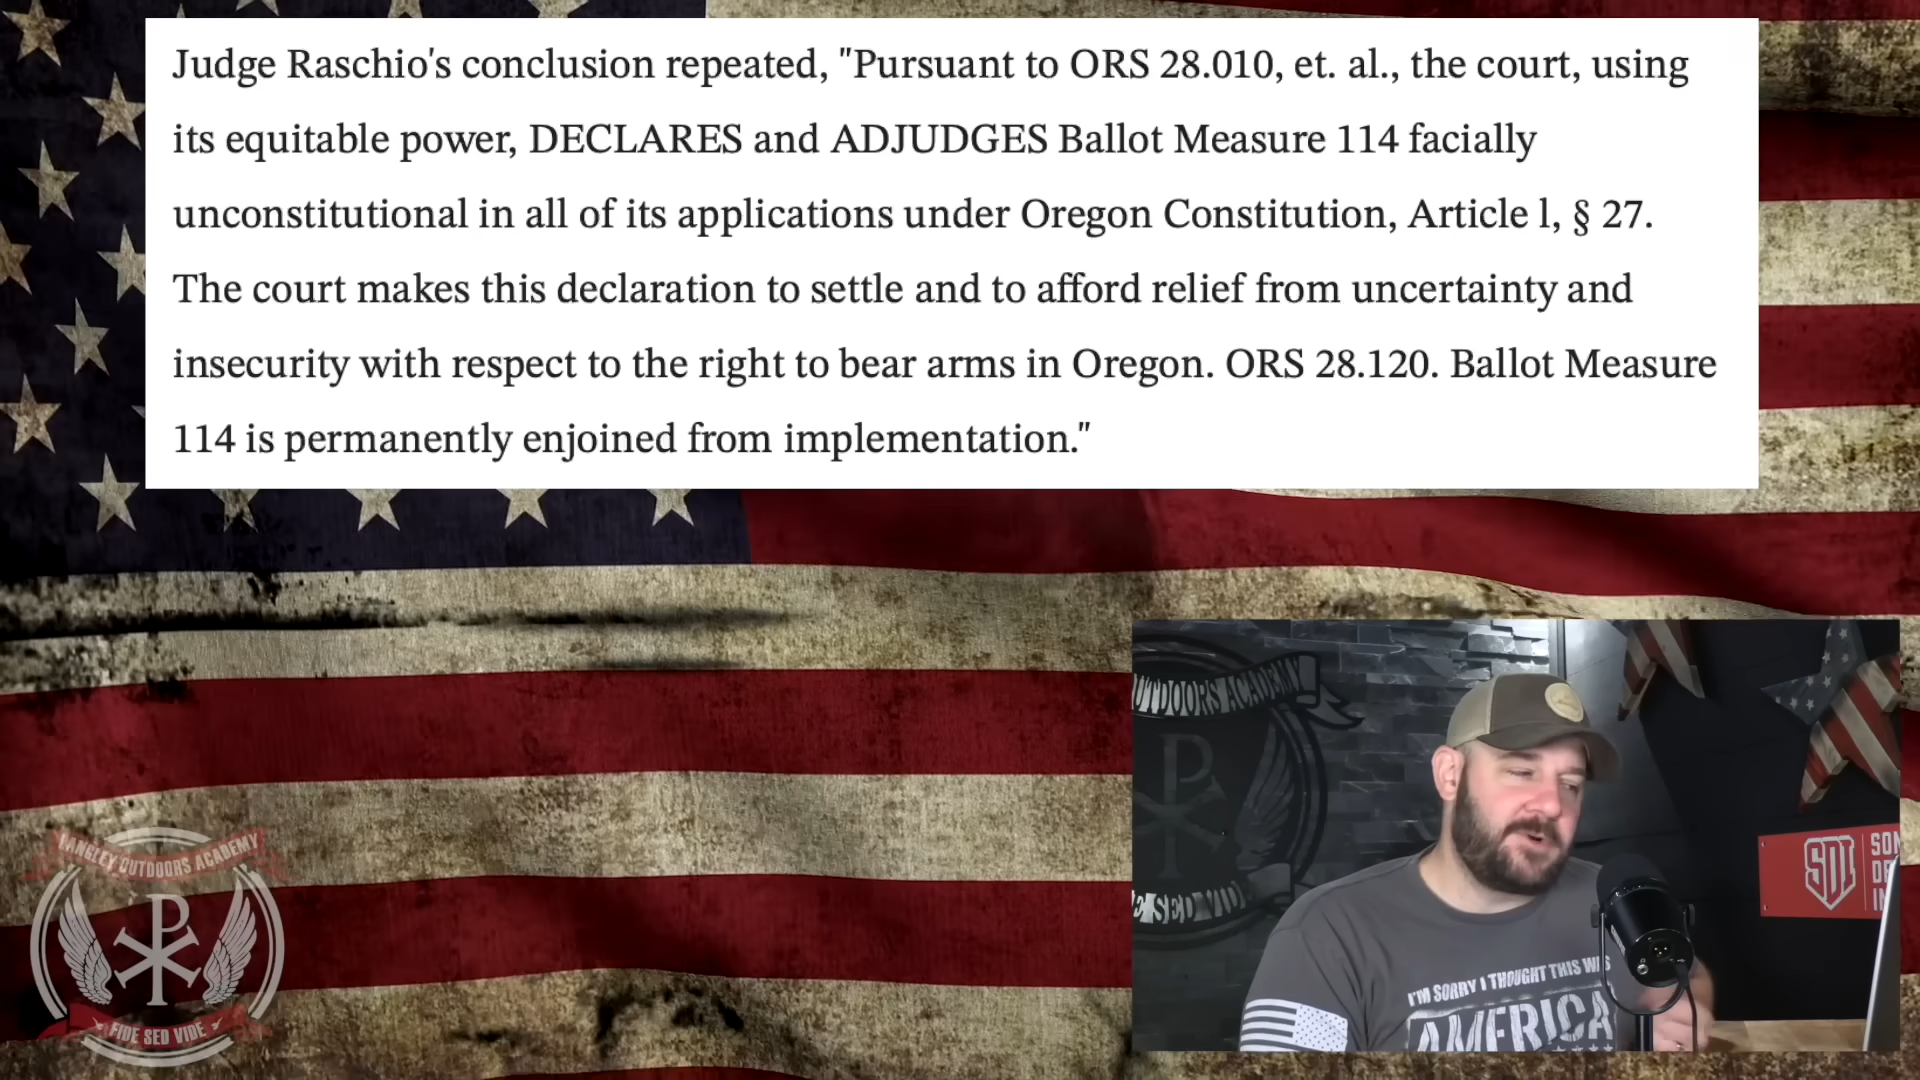 Judge Raschio's conclusion repeated, "Pursuant to ORS 28.010, et. al., the court, using
its equitable power, DECLARES and ADJUDGES Ballot Measure 114 facially
unconstitutional in all of its applications under Oregon Constitution, Article l, § 27.
The court makes this declaration to settle and to afford relief from uncertainty and
insecurity with respect to the right to bear arms in Oregon. ORS 28.120. Ballot Measure
114 is permanently enjoined from implementation."
LANGLEY OUTDOORS ACADEMY
FIDE SED VIDE
UTDOORS ACADEMY
E SED VID
SDI
I'M SORRY I THOUGHT THIS WAS
AMERICA